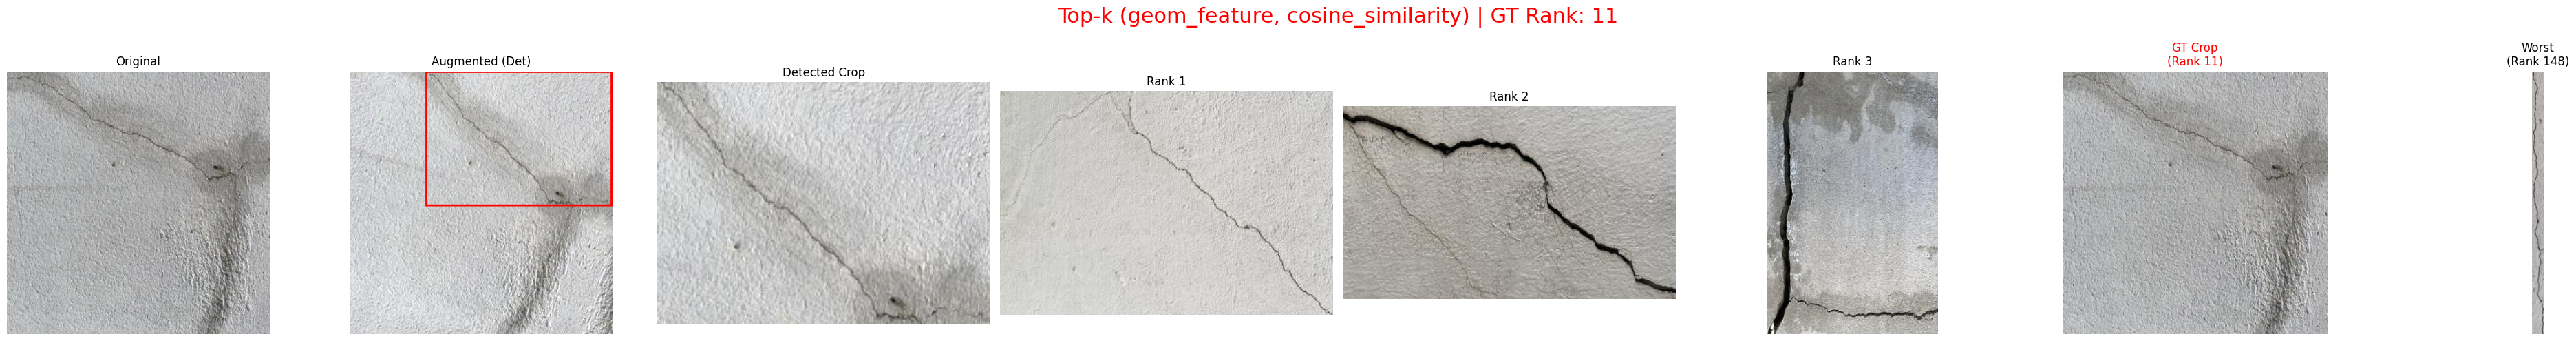 Top-k (geom_feature, cosine_similarity) | GT Rank: 11
Original
Augmented (Det)
Detected Crop
Rank 1
Rank 2
Rank 3
GT Crop
(Rank 11)
Worst
(Rank 148)